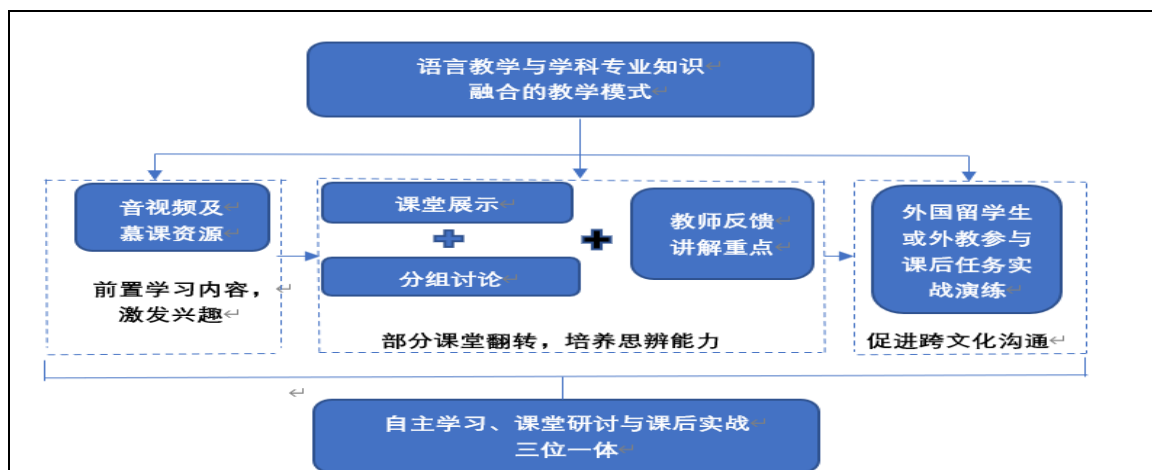 语言教学与学科专业知识
融合的教学模式
音视频及
慕课资源
前置学习内容，
激发兴趣
课堂展示
分组讨论
教师反馈
讲解重点
部分课堂翻转，培养思辨能力
外国留学生
或外教参与
课后任务实
战演练
促进跨文化沟通
自主学习、课堂研讨与课后实战
三位一体